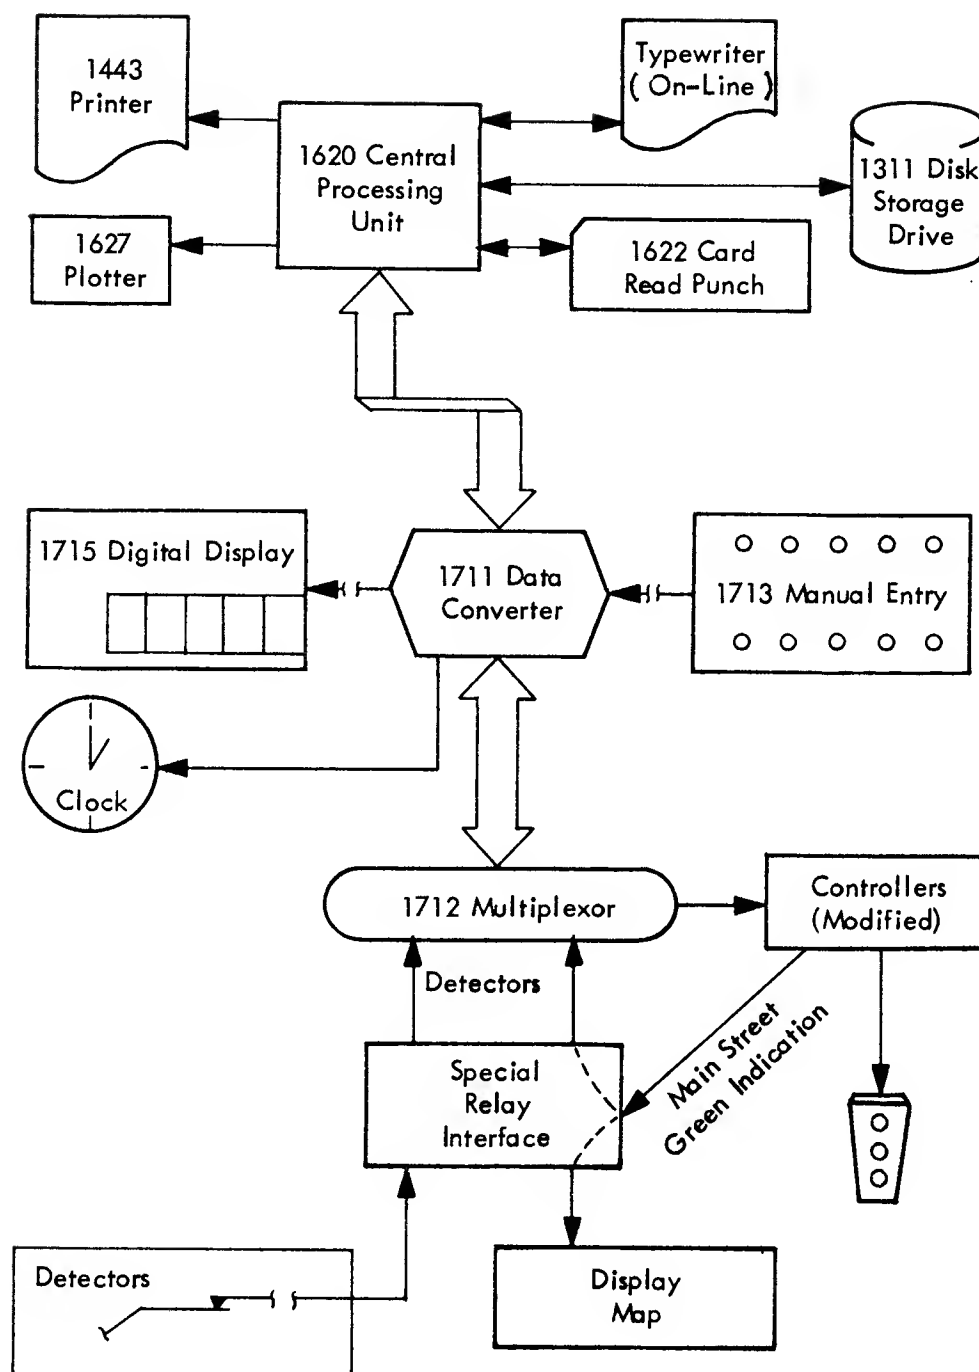 1443
Printer
Typewriter
( On-Line )
1620 Central
Processing
Unit
1311 Disk
Storage
Drive
1627
Plotter
1622 Card
Read Punch
1715 Digital Display
1711 Data
Converter
1713 Manual Entry
Clock
1712 Multiplexor
Controllers
(Modified)
Detectors
Main Street
Green Indication
Special
Relay
Interface
Detectors
Display
Map